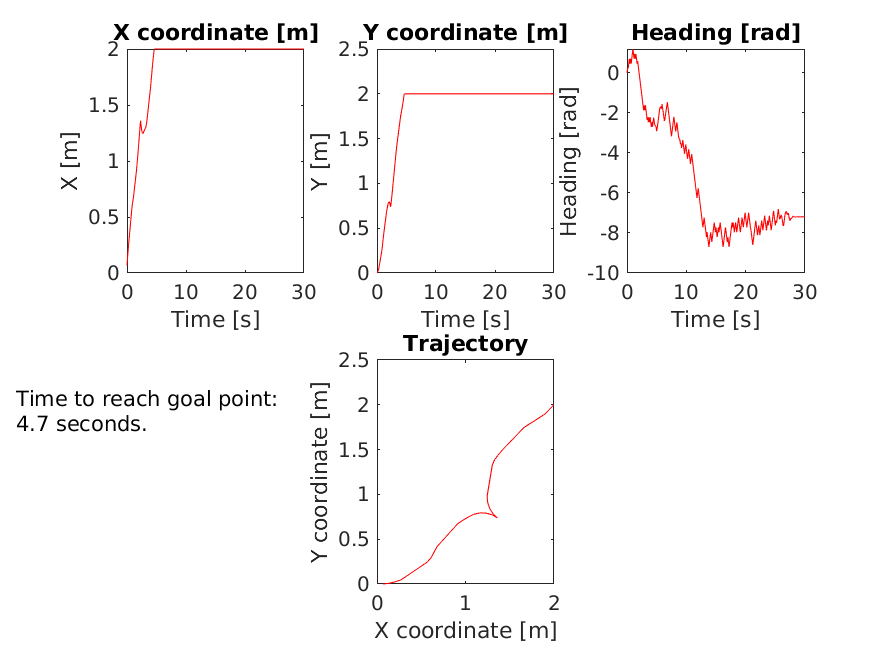 X coordinate [m]
Y coordinate [m]
Heading [rad]
2
1.5
1
0.5
0
X [m]
0 10 20 30
Time [s]
2.5
2
1.5
1
0.5
0
Y [m]
0 10 20 30
Time [s]
0
-2
-4
-6
-8
-10
Heading [rad]
0 10 20 30
Time [s]
Time to reach goal point:
4.7 seconds.
Trajectory
2.5
2
1.5
1
0.5
0
Y coordinate [m]
0 1 2
X coordinate [m]